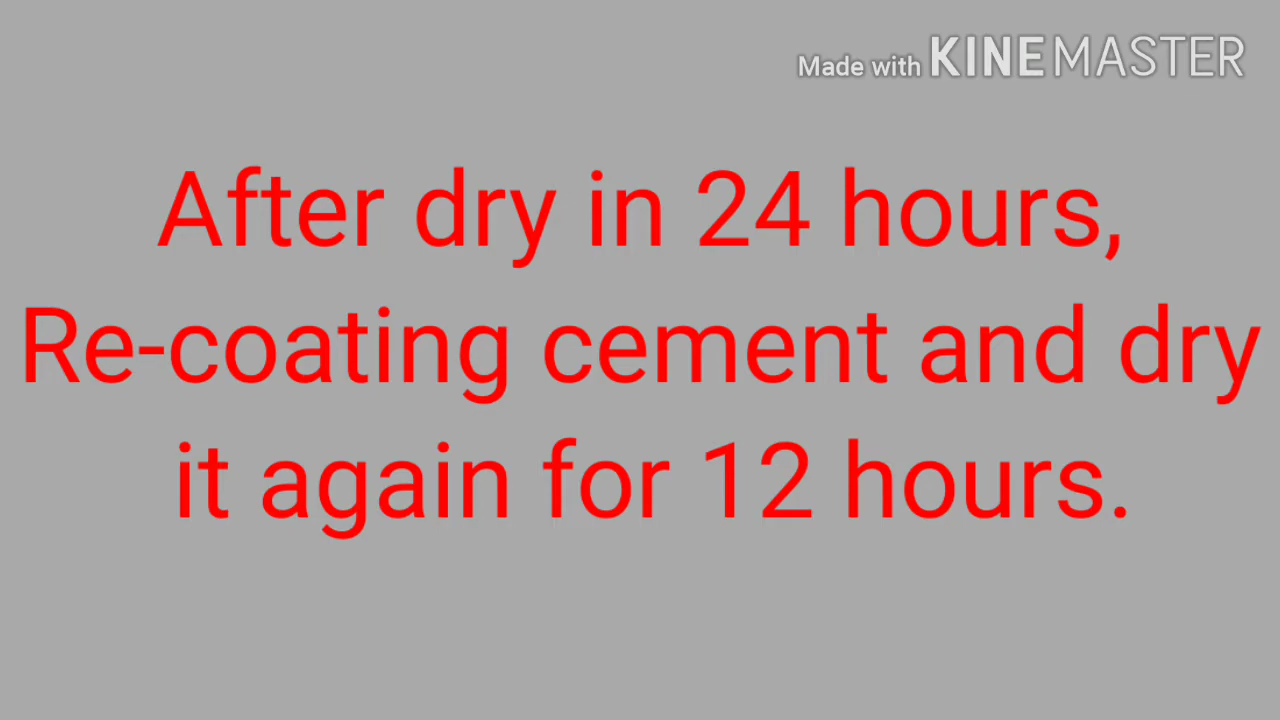 Made with KINEMASTER
After dry in 24 hours,
Re-coating cement and dry
it again for 12 hours.